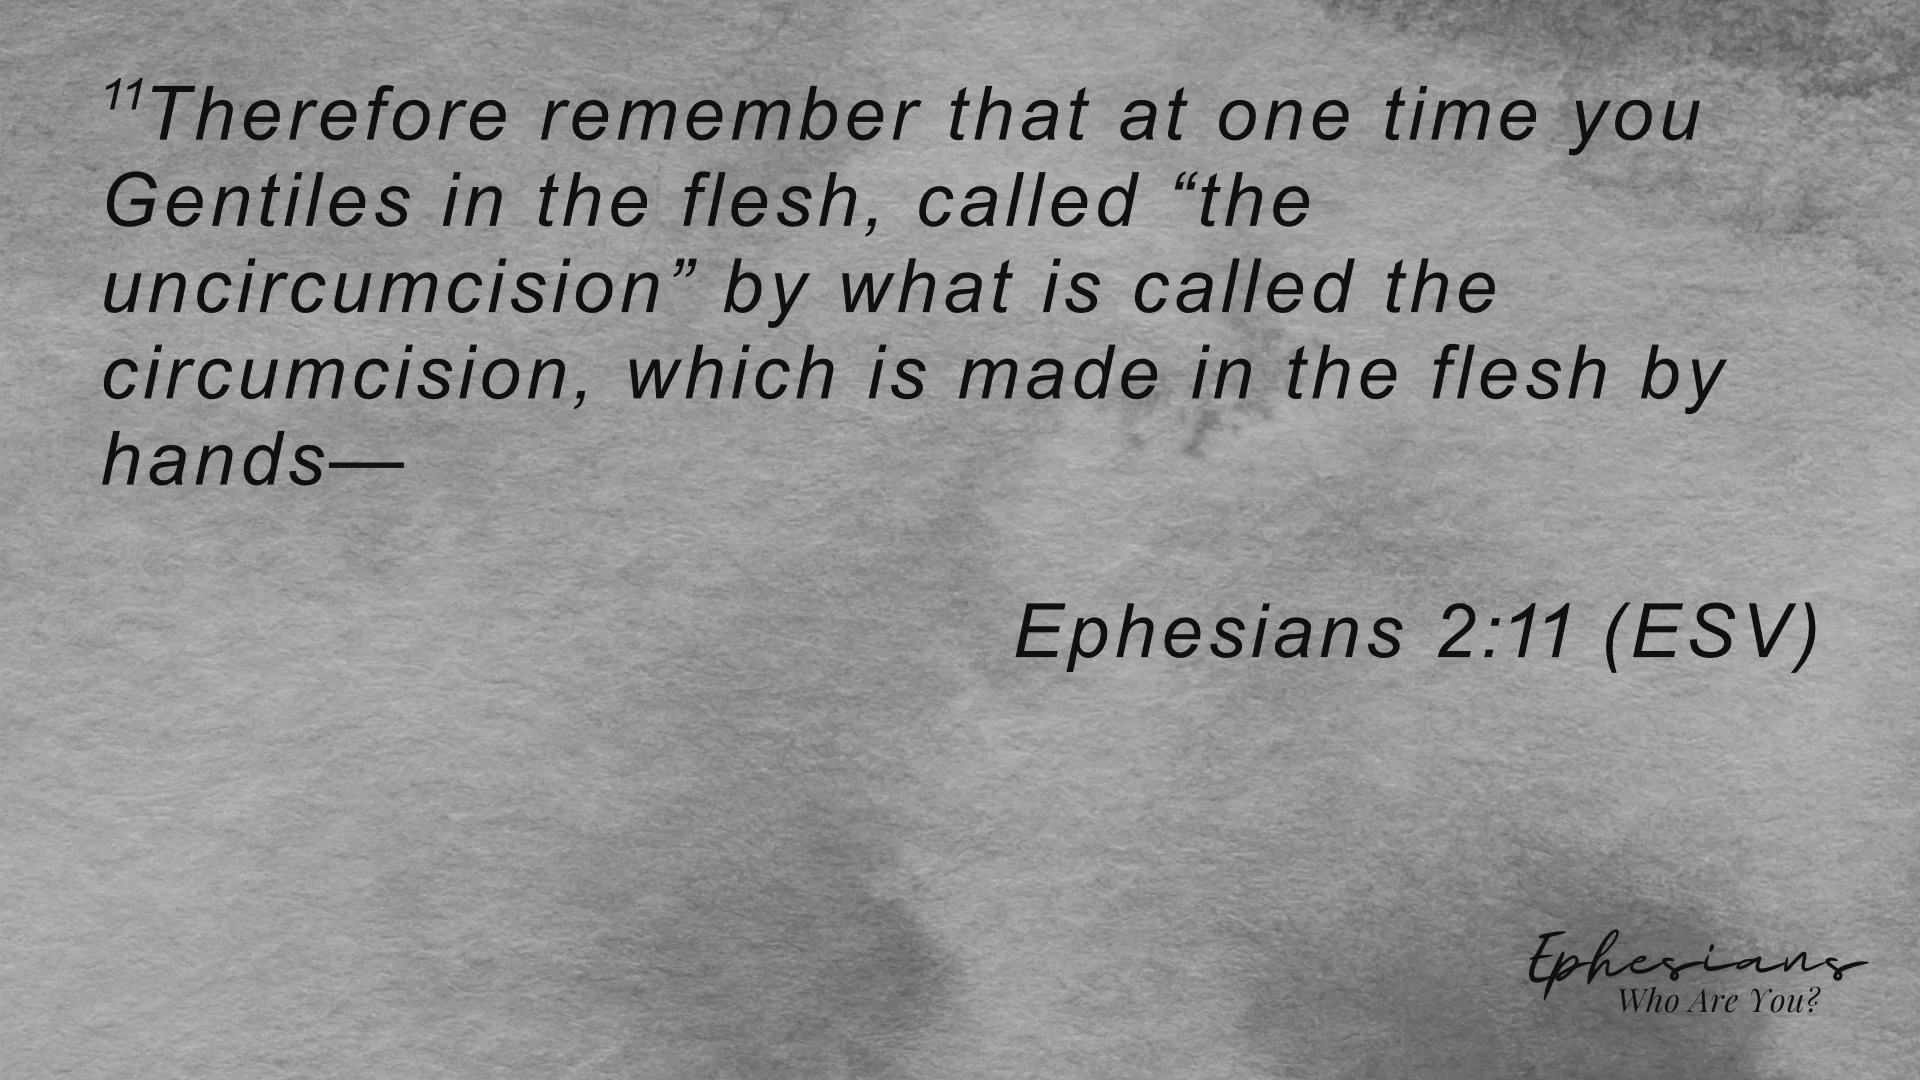 ¹¹Therefore remember that at one time you
Gentiles in the flesh, called “the
uncircumcision” by what is called the
circumcision, which is made in the flesh by
hands—
Ephesians 2:11 (ESV)
Ephesians
Who Are You?